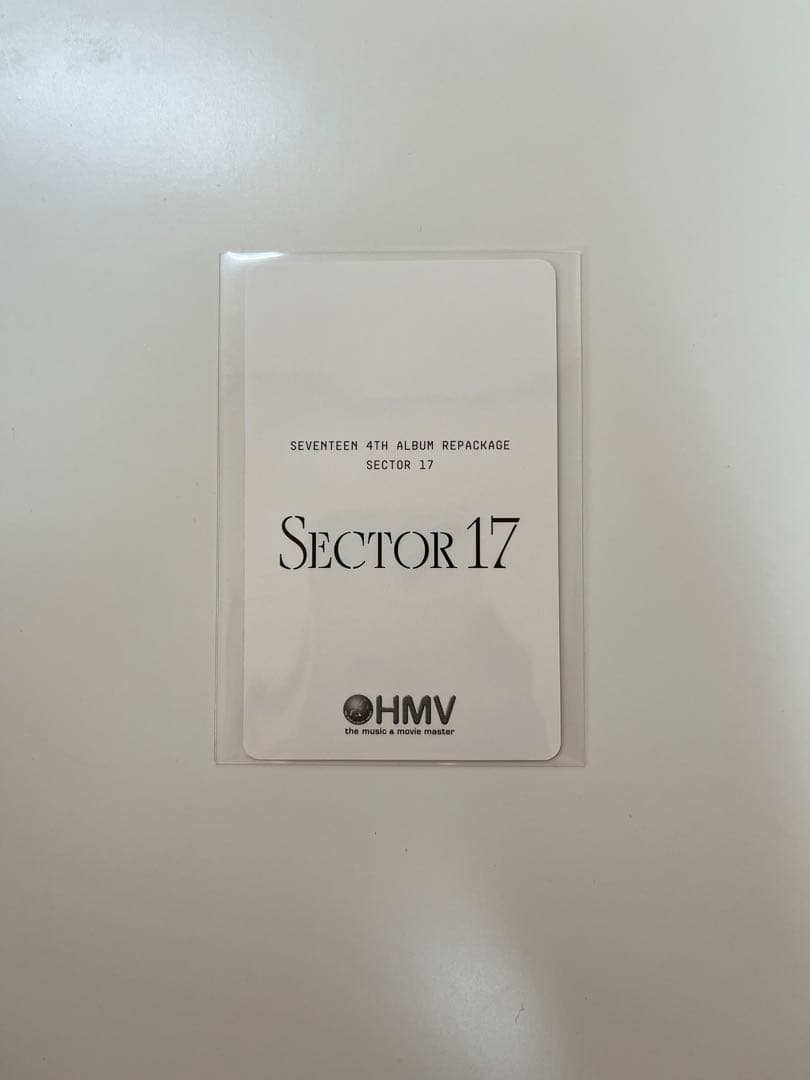 SEVENTEEN 4TH ALBUM REPACKAGE
SECTOR 17
SECTOR 17
HMV
the music & movie master